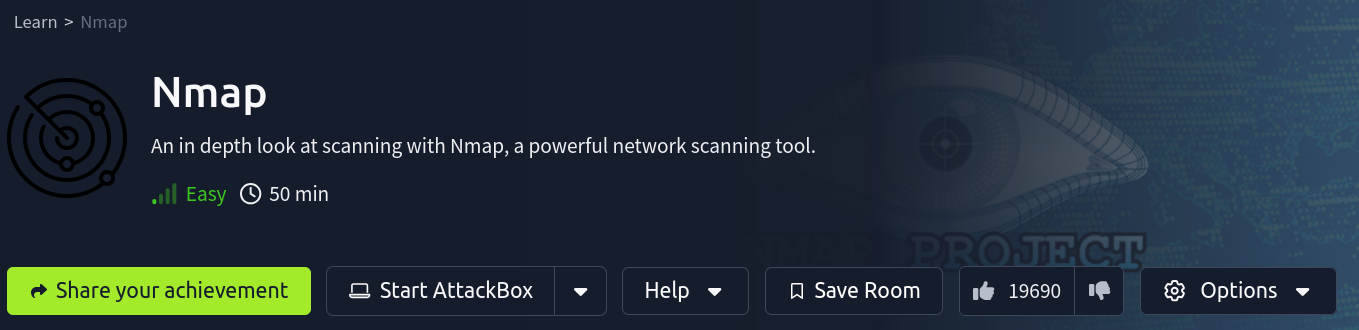 Learn > Nmap
Nmap
An in depth look at scanning with Nmap, a powerful network scanning tool.
Easy 50 min
NMAP PROJECT
Share your achievement Start AttackBox Help Save Room 19690 Options